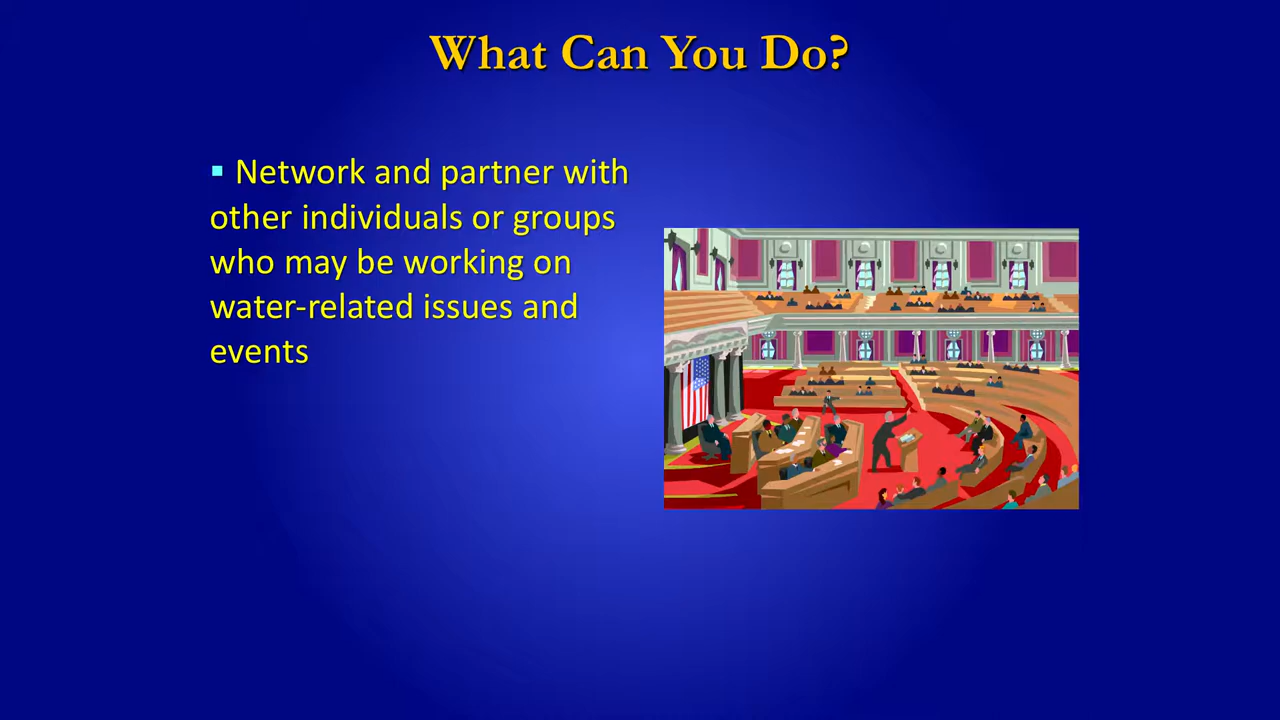 What Can You Do?
▪ Network and partner with
other individuals or groups
who may be working on
water-related issues and
events